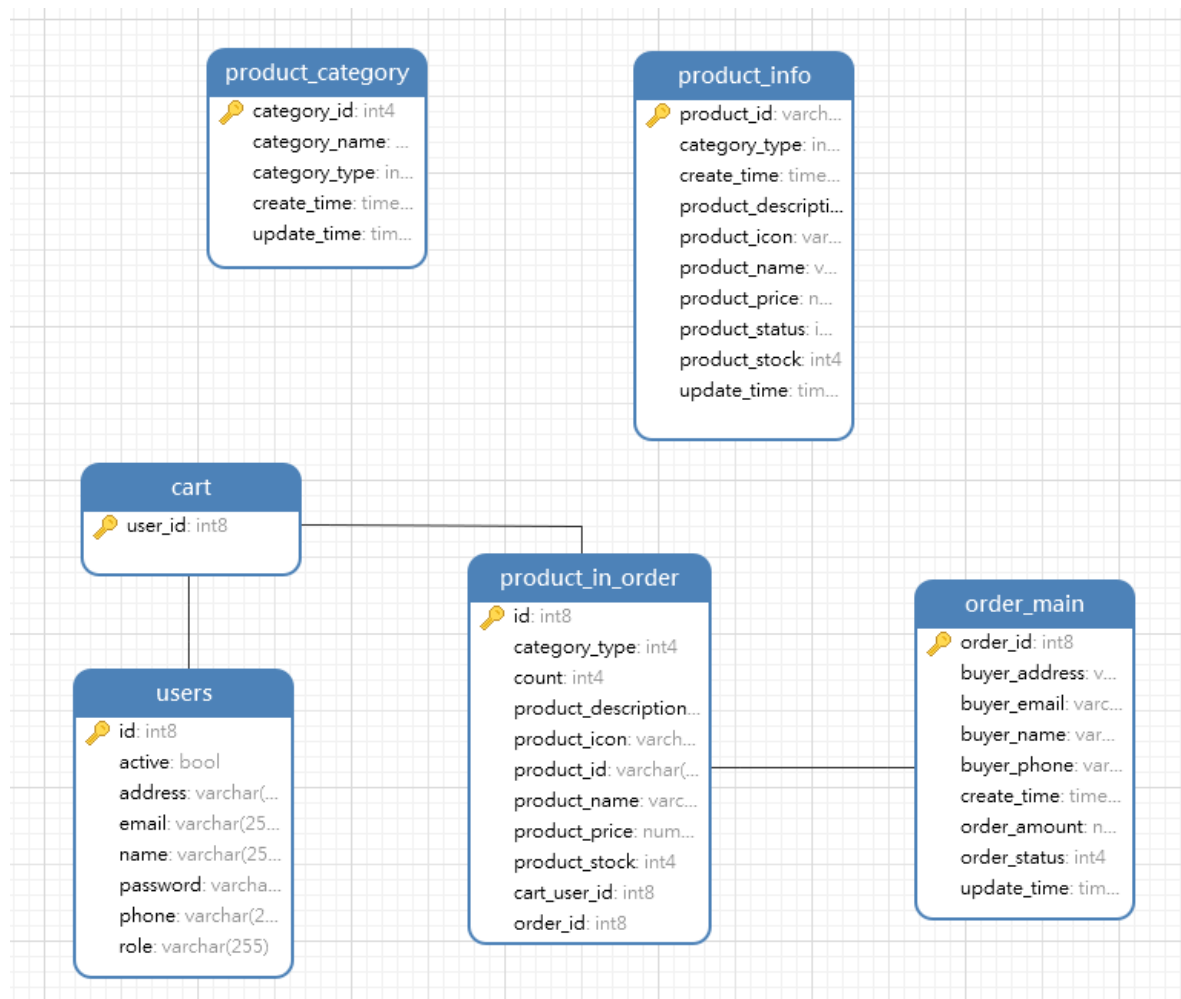 product_category
category_id: int4
category_name: ...
category_type: in...
create_time: time...
update_time: tim...
product_info
product_id: varch...
category_type: in...
create_time: time...
product_descripti...
product_icon: var...
product_name: v...
product_price: n...
product_status: i...
product_stock: int4
update_time: tim...
cart
user_id: int8
users
id: int8
active: bool
address: varchar(...
email: varchar(25...
name: varchar(25...
password: varcha...
phone: varchar(2...
role: varchar(255)
product_in_order
id: int8
category_type: int4
count: int4
product_description...
product_icon: varch...
product_id: varchar(...
product_name: varc...
product_price: num...
product_stock: int4
cart_user_id: int8
order_id: int8
order_main
order_id: int8
buyer_address: v...
buyer_email: varc...
buyer_name: var...
buyer_phone: var...
create_time: time...
order_amount: n...
order_status: int4
update_time: tim...